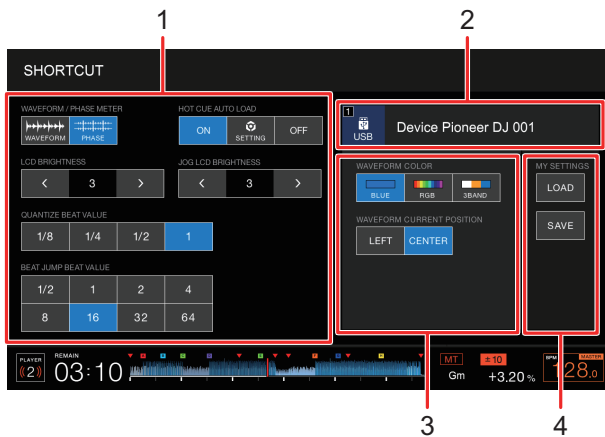 1
2
SHORTCUT
WAVEFORM / PHASE METER
WAVEFORM
PHASE
HOT CUE AUTO LOAD
ON
SETTING
OFF
LCD BRIGHTNESS
< 3 >
JOG LCD BRIGHTNESS
< 3 >
QUANTIZE BEAT VALUE
1/8 1/4 1/2 1
BEAT JUMP BEAT VALUE
1/2 1 2 4
8 16 32 64
1
USB
Device Pioneer DJ 001
WAVEFORM COLOR
BLUE RGB 3BAND
WAVEFORM CURRENT POSITION
LEFT CENTER
MY SETTINGS
LOAD
SAVE
PLAYER
2
REMAIN
03:10
MT
±10
Gm
+3.20 %
BPM
MASTER
128.0
3
4